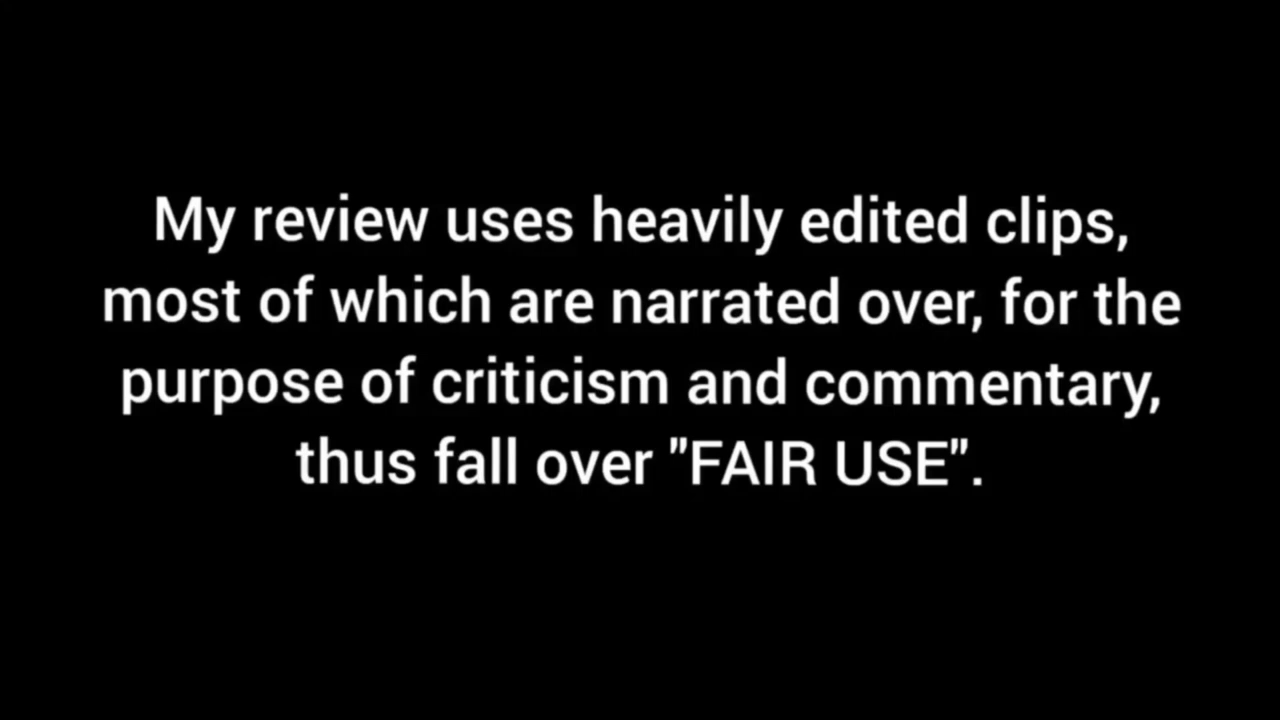 My review uses heavily edited clips,
most of which are narrated over, for the
purpose of criticism and commentary,
thus fall over "FAIR USE".